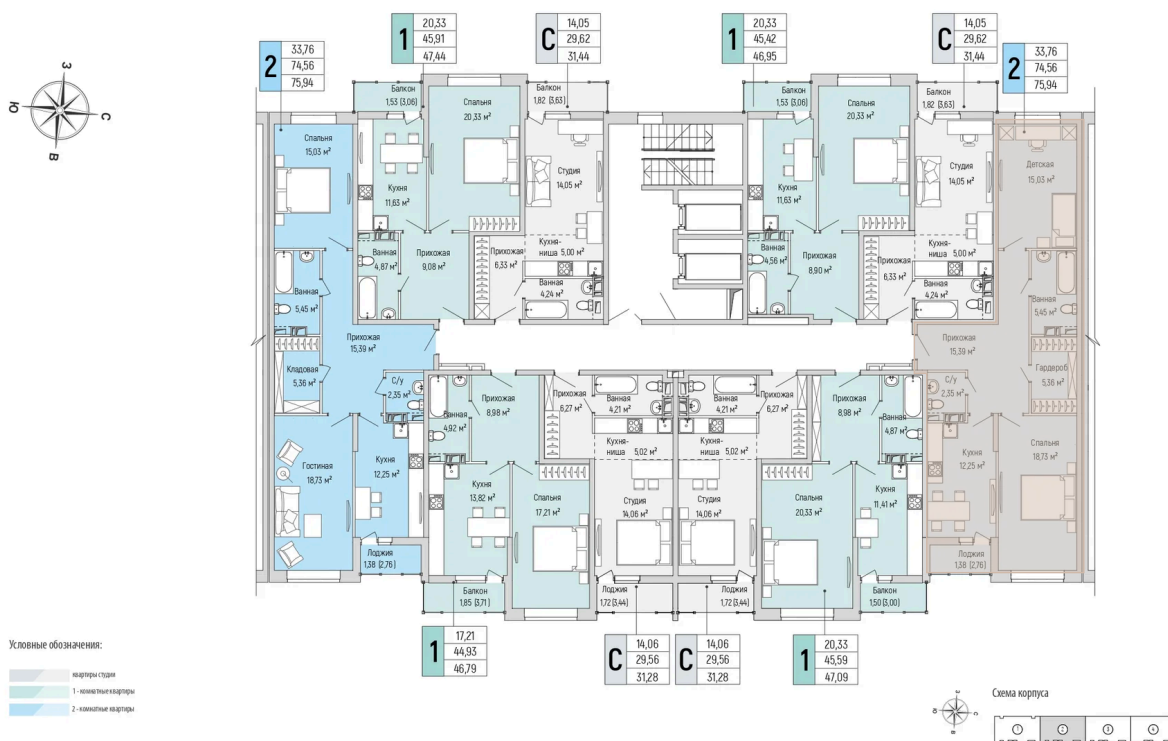 2
33,76
74,56
75,94
1
20,33
45,91
47,44
С
14,05
29,62
31,44
1
20,33
45,42
46,95
С
14,05
29,62
31,44
2
33,76
74,56
75,94
З
Ю
С
В
Балкон
1,53 (3,06)
Балкон
1,82 (3,63)
Балкон
1,53 (3,06)
Балкон
1,82 (3,63)
Спальня
15,03 м²
Спальня
20,33 м²
Студия
14,05 м²
Кухня
11,63 м²
Спальня
20,33 м²
Студия
14,05 м²
Кухня
11,63 м²
Детская
15,03 м²
Ванная
4,87 м²
Прихожая
9,08 м²
Прихожая
6,33 м²
Кухня-
ниша 5,00 м²
Ванная
4,24 м²
Ванная
4,56 м²
Прихожая
8,90 м²
Прихожая
6,33 м²
Кухня-
ниша 5,00 м²
Ванная
4,24 м²
Ванная
5,45 м²
Ванная
5,45 м²
Прихожая
15,39 м²
Прихожая
15,39 м²
Кладовая
5,36 м²
С/у
2,35 м²
Ванная
4,92 м²
Прихожая
8,98 м²
Прихожая
6,27 м²
Ванная
4,21 м²
Ванная
4,21 м²
Прихожая
6,27 м²
Прихожая
8,98 м²
Ванная
4,87 м²
С/у
2,35 м²
Гардероб
5,36 м²
Кухня-
ниша 5,02 м²
Кухня-
ниша 5,02 м²
Гостиная
18,73 м²
Кухня
12,25 м²
Кухня
13,82 м²
Спальня
17,21 м²
Студия
14,06 м²
Студия
14,06 м²
Спальня
20,33 м²
Кухня
11,41 м²
Кухня
12,25 м²
Спальня
18,73 м²
Лоджия
1,38 (2,76)
Балкон
1,85 (3,71)
Лоджия
1,72 (3,44)
Лоджия
1,72 (3,44)
Балкон
1,50 (3,00)
Лоджия
1,38 (2,76)
1
17,21
44,93
46,79
С
14,06
29,56
31,28
С
14,06
29,56
31,28
1
20,33
45,59
47,09
Условные обозначения:
квартиры студии
1 - комнатные квартиры
2 - комнатные квартиры
З
Ю
С
В
Схема корпуса
1
2
3
4